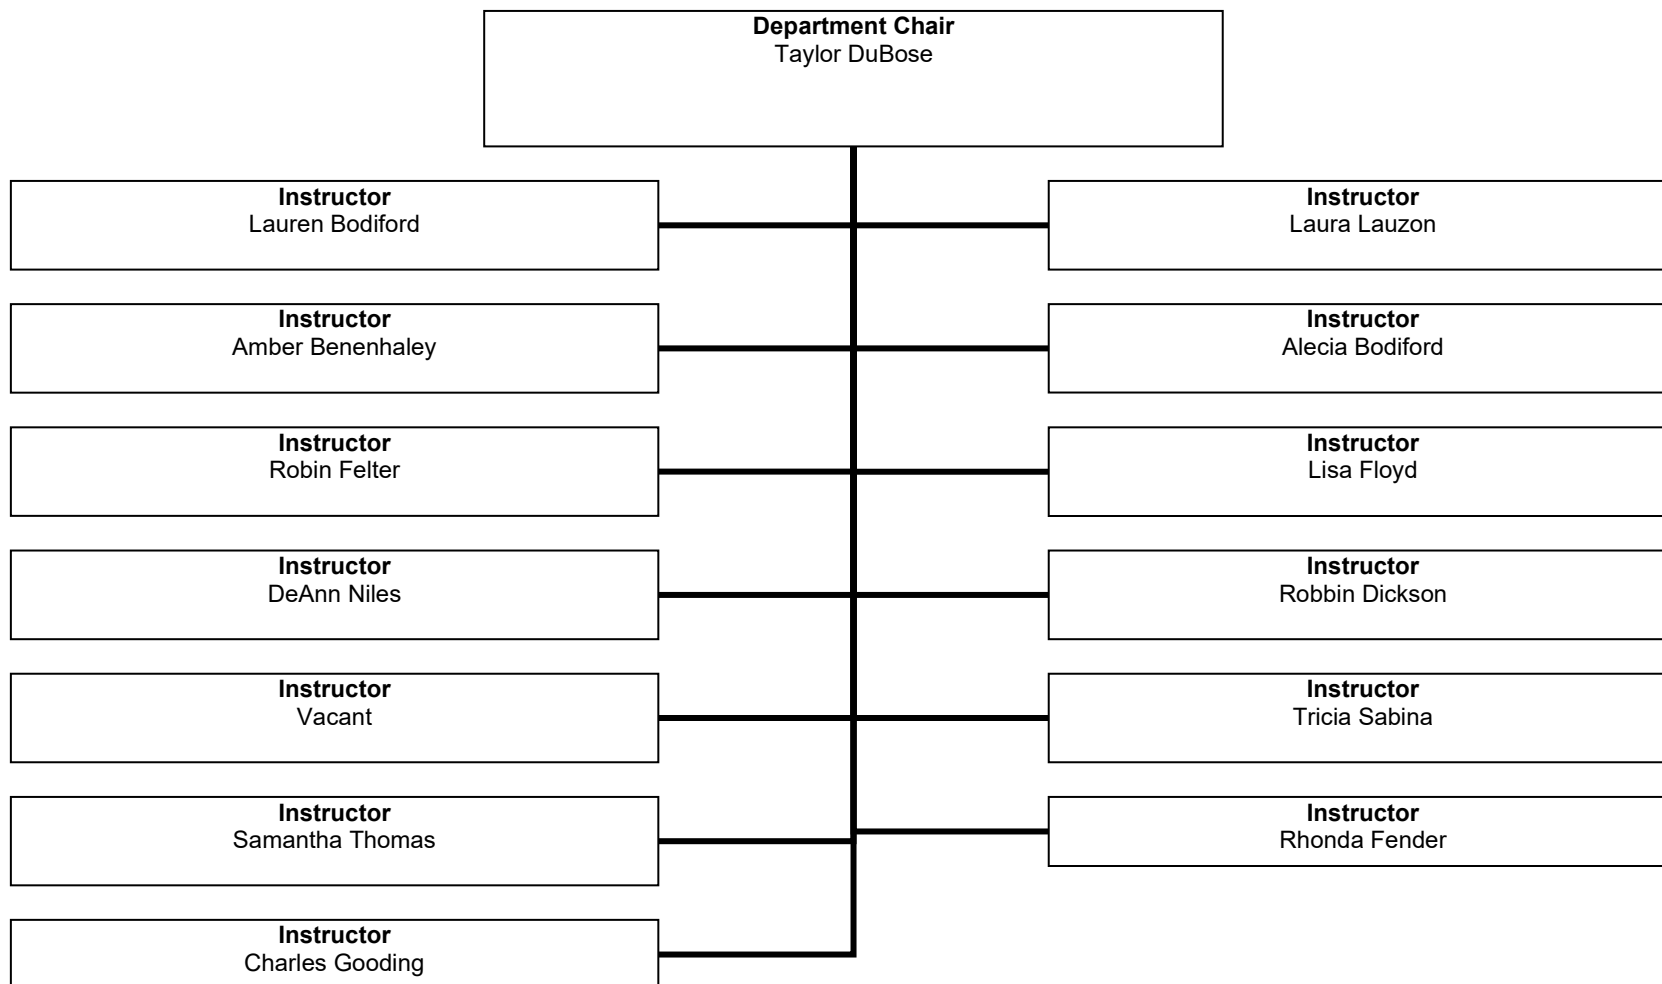 Department Chair
Taylor DuBose
Instructor
Lauren Bodiford
Instructor
Laura Lauzon
Instructor
Amber Benenhaley
Instructor
Alecia Bodiford
Instructor
Robin Felter
Instructor
Lisa Floyd
Instructor
DeAnn Niles
Instructor
Robbin Dickson
Instructor
Vacant
Instructor
Tricia Sabina
Instructor
Samantha Thomas
Instructor
Rhonda Fender
Instructor
Charles Gooding